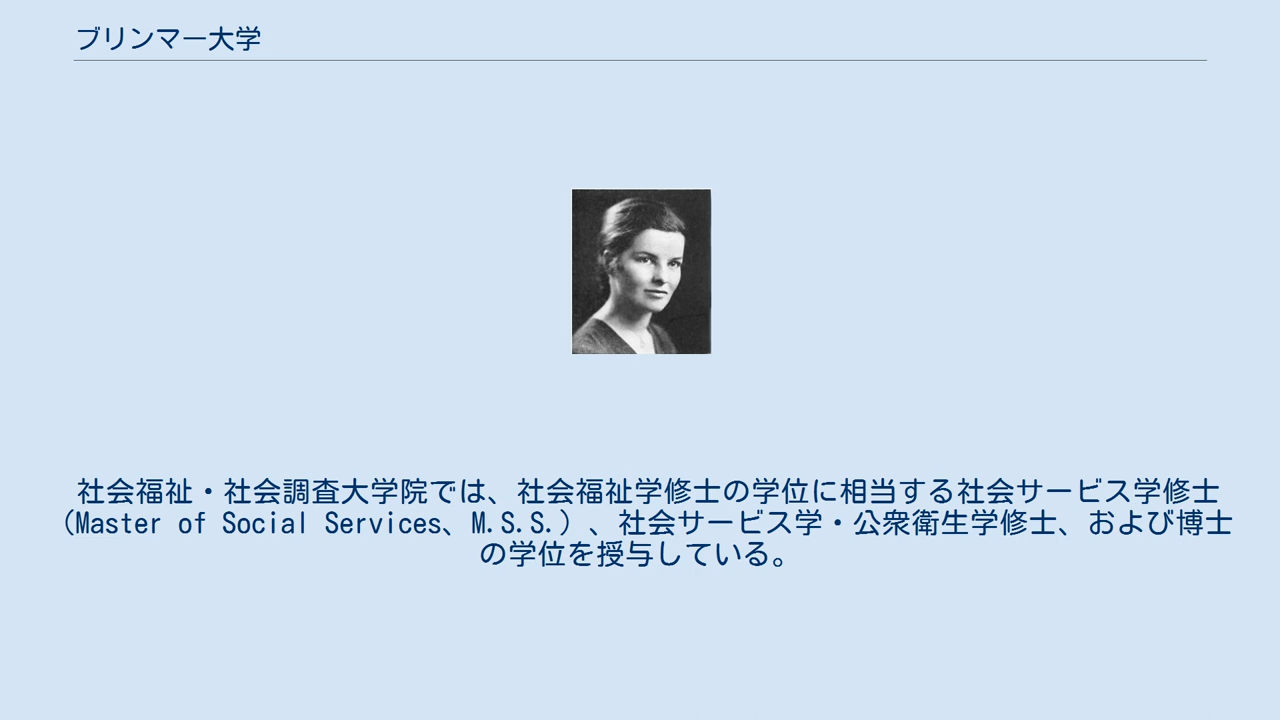 ブリンマー大学
社会福祉・社会調査大学院では、社会福祉学修士の学位に相当する社会サービス学修士
（Master of Social Services、M.S.S.）、社会サービス学・公衆衛生学修士、および博士
の学位を授与している。